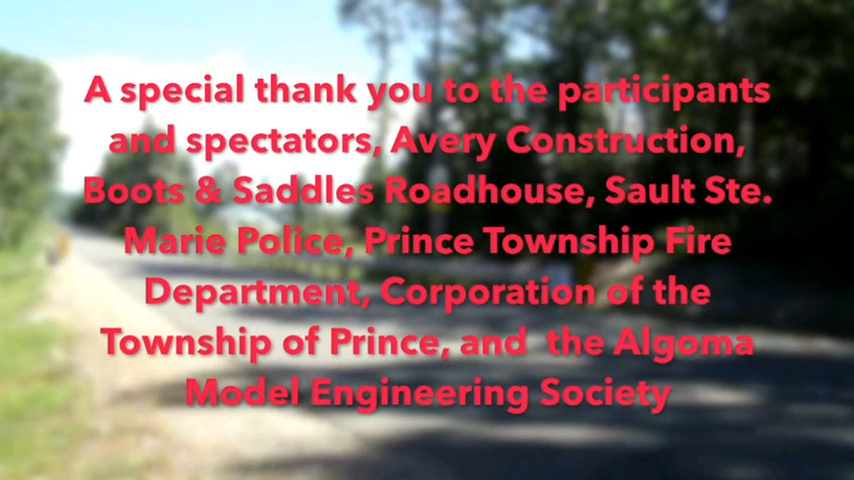 A special thank you to the participants
and spectators, Avery Construction,
Boots & Saddles Roadhouse, Sault Ste.
Marie Police, Prince Township Fire
Department, Corporation of the
Township of Prince, and  the Algoma
Model Engineering Society